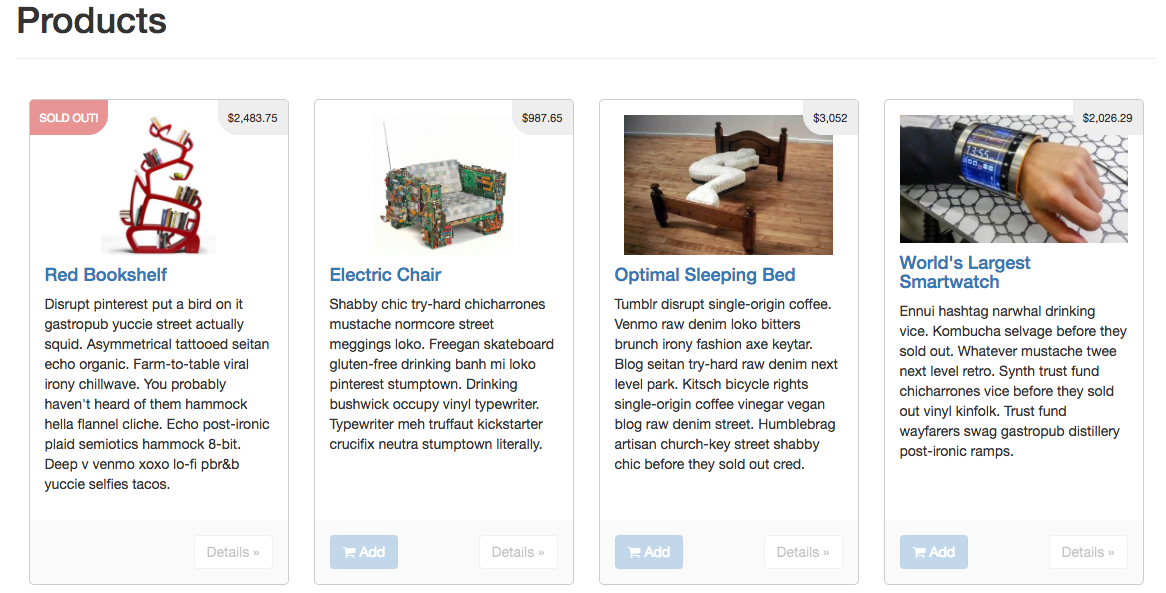 Products
SOLD OUT!
$2,483.75
Red Bookshelf
Disrupt pinterest put a bird on it
gastropub yuccie street actually
squid. Asymmetrical tattooed seitan
echo organic. Farm-to-table viral
irony chillwave. You probably
haven't heard of them hammock
hella flannel cliche. Echo post-ironic
plaid semiotics hammock 8-bit.
Deep v venmo xoxo lo-fi pbr&b
yuccie selfies tacos.
Details »
$987.65
Electric Chair
Shabby chic try-hard chicharrones
mustache normcore street
meggings loko. Freegan skateboard
gluten-free drinking banh mi loko
pinterest stumptown. Drinking
bushwick occupy vinyl typewriter.
Typewriter meh truffaut kickstarter
crucifix neutra stumptown literally.
Add
Details »
$3,052
Optimal Sleeping Bed
Tumblr disrupt single-origin coffee.
Venmo raw denim loko bitters
brunch irony fashion axe keytar.
Blog seitan try-hard raw denim next
level park. Kitsch bicycle rights
single-origin coffee vinegar vegan
blog raw denim street. Humblebrag
artisan church-key street shabby
chic before they sold out cred.
Add
Details »
$2,026.29
13:55
World's Largest
Smartwatch
Ennui hashtag narwhal drinking
vice. Kombucha selvage before they
sold out. Whatever mustache twee
next level retro. Synth trust fund
chicharrones vice before they sold
out vinyl kinfolk. Trust fund
wayfarers swag gastropub distillery
post-ironic ramps.
Add
Details »